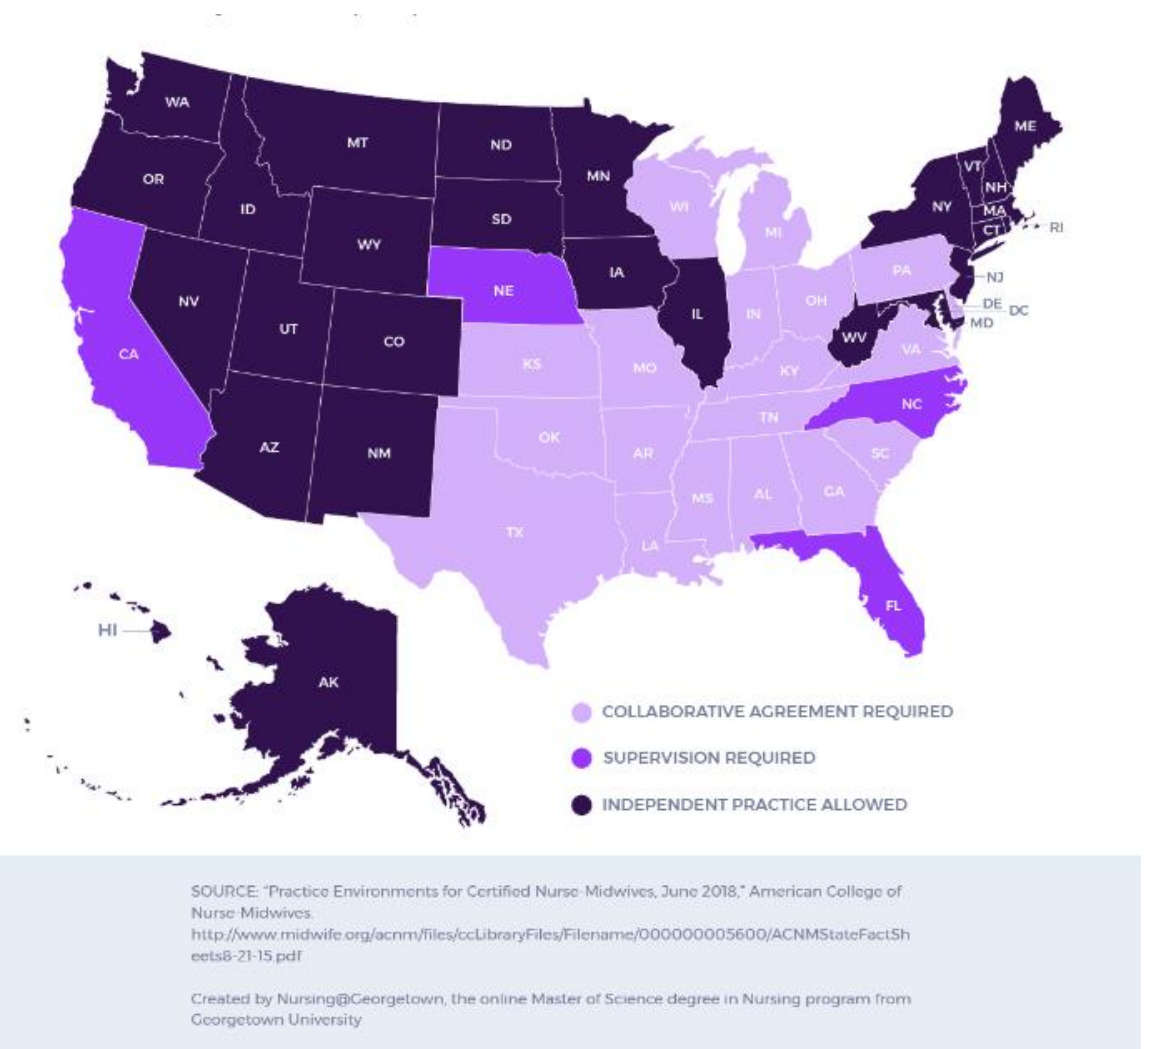 WA
MT
ND
MN
ME
VT
NH
OR
ID
SD
WI
NY
MA
CT
RI
WY
MI
IA
PA
NJ
NE
NV
UT
CO
IL
IN
OH
DE
DC
MD
WV
VA
CA
KS
MO
KY
NC
AZ
NM
OK
TN
AR
SC
MS
AL
GA
TX
LA
FL
HI
AK
COLLABORATIVE AGREEMENT REQUIRED
SUPERVISION REQUIRED
INDEPENDENT PRACTICE ALLOWED
SOURCE: "Practice Environments for Certified Nurse-Midwives, June 2018," American College of
Nurse-Midwives.
http://www.midwife.org/acnm/files/ccLibraryFiles/Filename/000000005600/ACNMStateFactSh
eets8-21-15.pdf
Created by Nursing@Georgetown, the online Master of Science degree in Nursing program from
Georgetown University